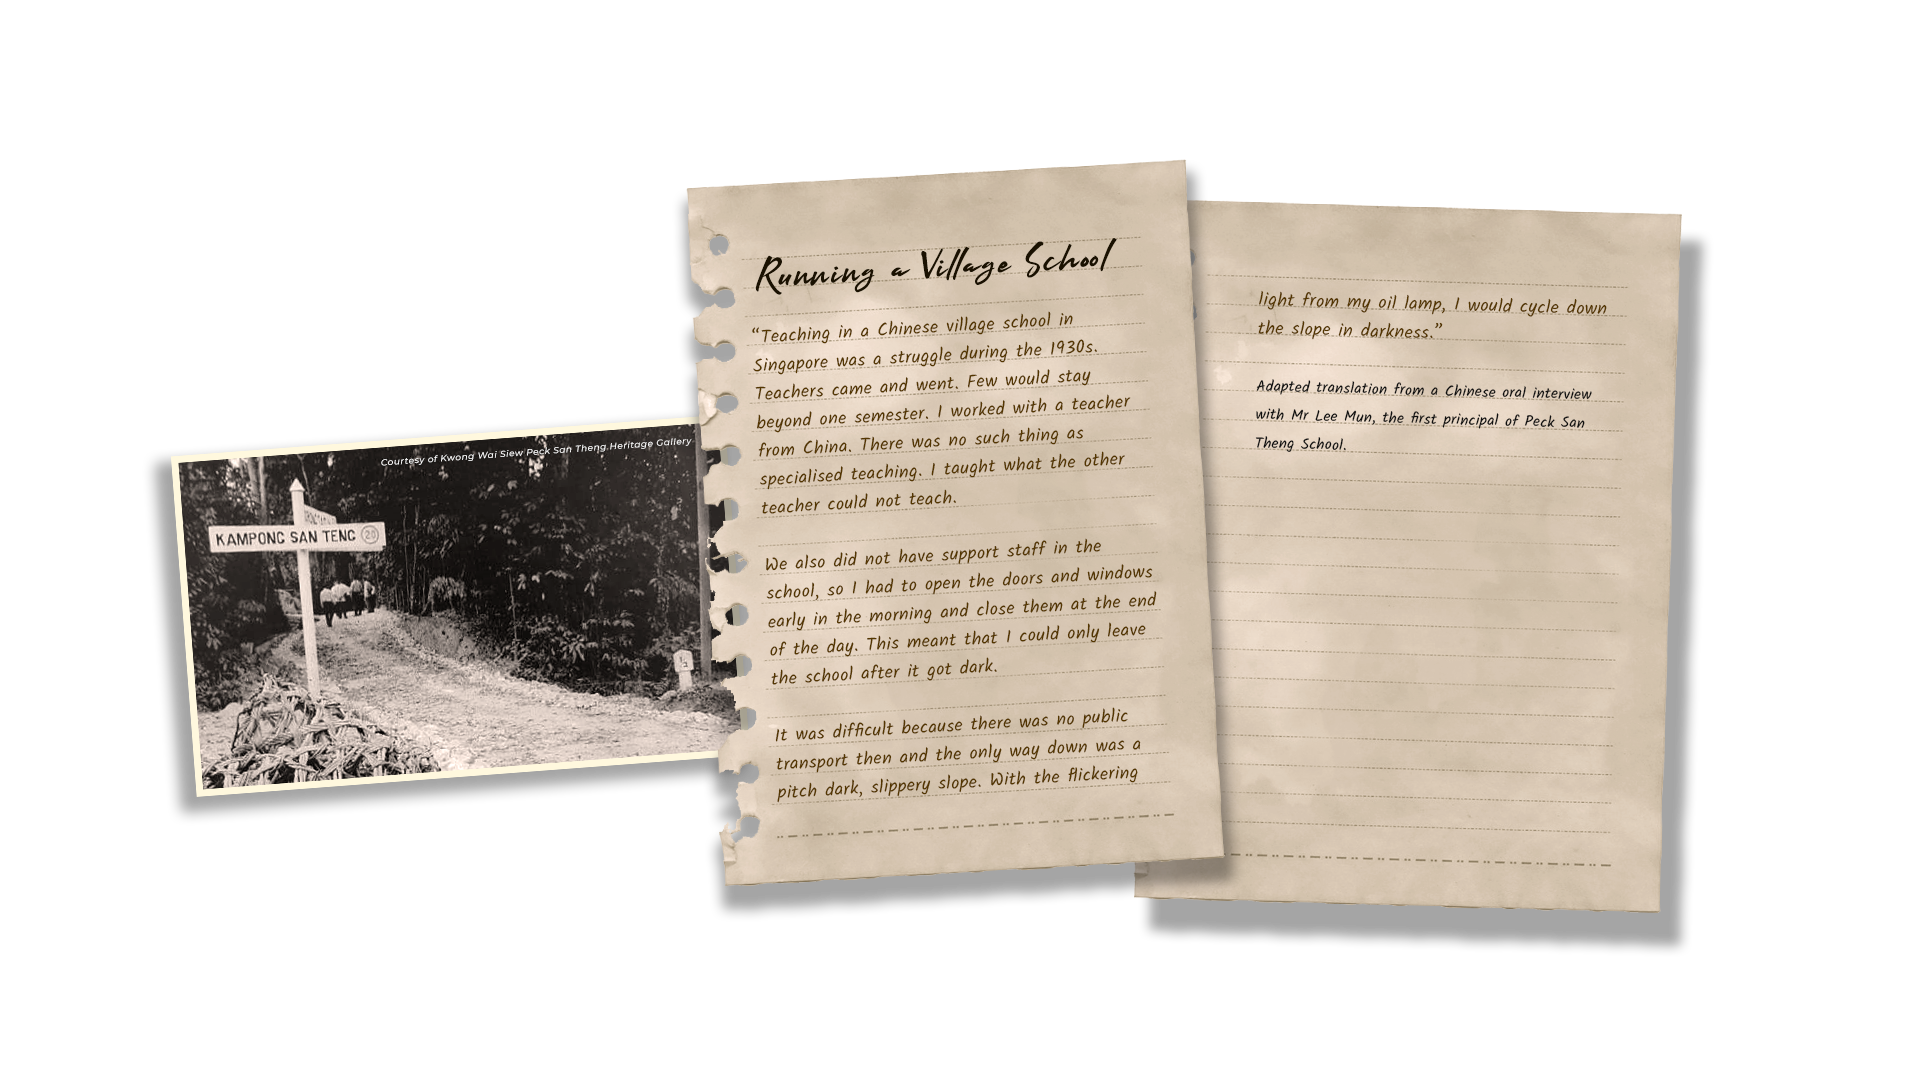 Courtesy of Kwong Wai Siew Peck San Theng Heritage Gallery
KAMPONG SAN TENG 20
1/2
Running a Village School
“Teaching in a Chinese village school in
Singapore was a struggle during the 1930s.
Teachers came and went. Few would stay
beyond one semester. I worked with a teacher
from China. There was no such thing as
specialised teaching. I taught what the other
teacher could not teach.
We also did not have support staff in the
school, so I had to open the doors and windows
early in the morning and close them at the end
of the day. This meant that I could only leave
the school after it got dark.
It was difficult because there was no public
transport then and the only way down was a
pitch dark, slippery slope. With the flickering
light from my oil lamp, I would cycle down
the slope in darkness.”
Adapted translation from a Chinese oral interview
with Mr Lee Mun, the first principal of Peck San
Theng School.